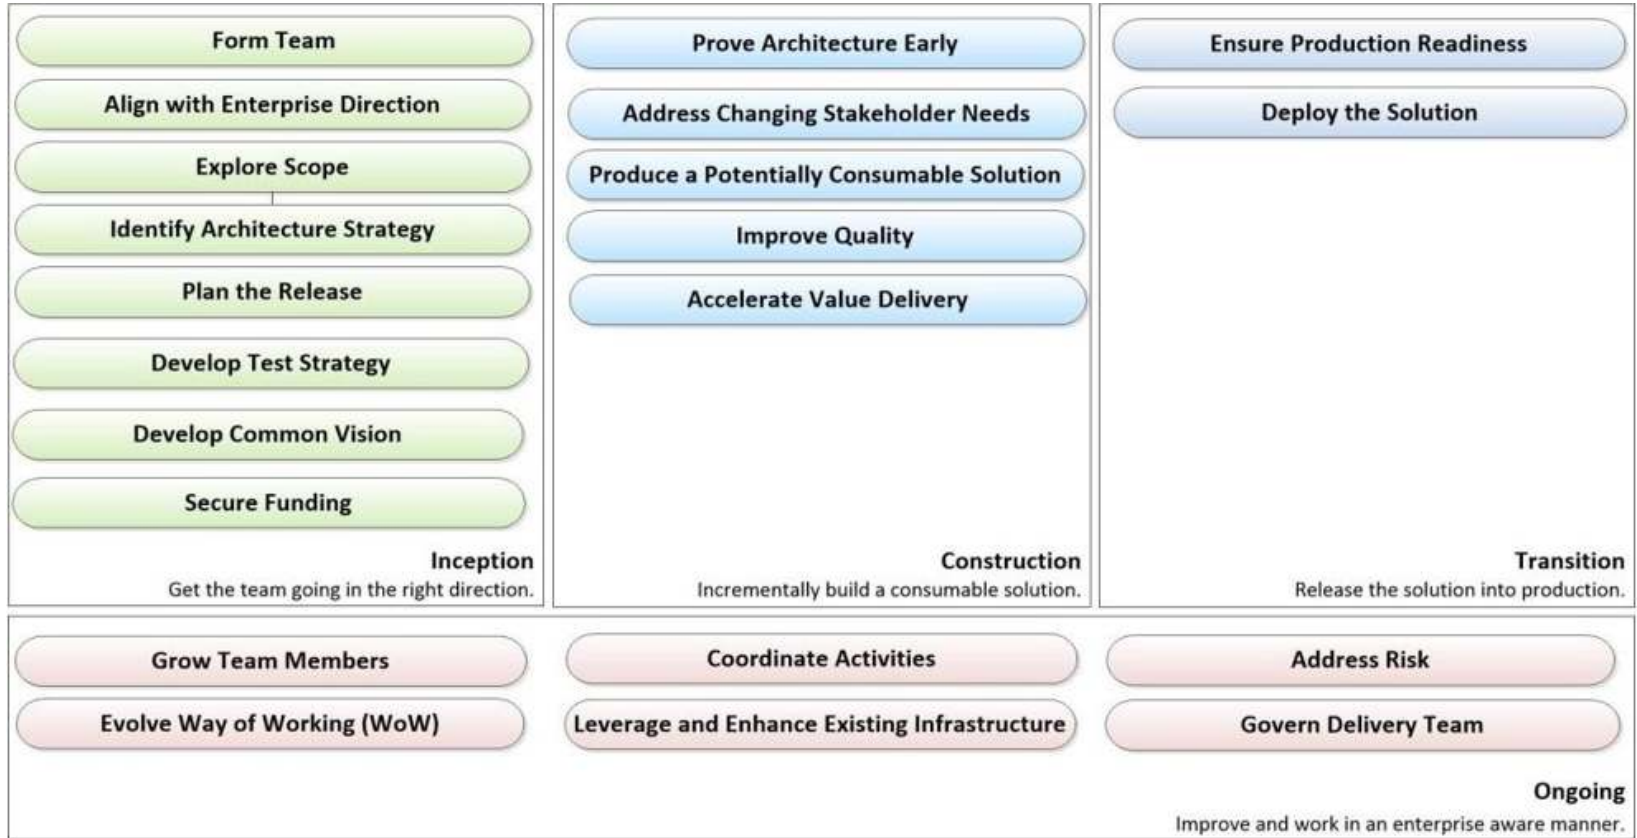 Form Team
Align with Enterprise Direction
Explore Scope
Identify Architecture Strategy
Plan the Release
Develop Test Strategy
Develop Common Vision
Secure Funding
Inception
Get the team going in the right direction.
Prove Architecture Early
Address Changing Stakeholder Needs
Produce a Potentially Consumable Solution
Improve Quality
Accelerate Value Delivery
Construction
Incrementally build a consumable solution.
Ensure Production Readiness
Deploy the Solution
Transition
Release the solution into production.
Grow Team Members
Evolve Way of Working (WoW)
Coordinate Activities
Leverage and Enhance Existing Infrastructure
Address Risk
Govern Delivery Team
Ongoing
Improve and work in an enterprise aware manner.